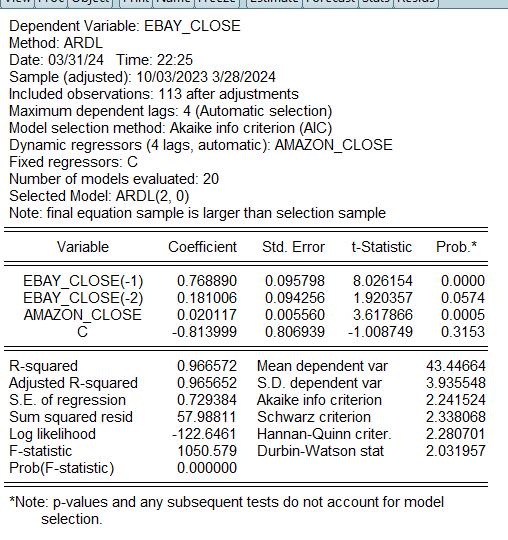 View Proc Object Print Name Freeze Estimate Forecast Stats Resids
Dependent Variable: EBAY_CLOSE
Method: ARDL
Date: 03/31/24 Time: 22:25
Sample (adjusted): 10/03/2023 3/28/2024
Included observations: 113 after adjustments
Maximum dependent lags: 4 (Automatic selection)
Model selection method: Akaike info criterion (AIC)
Dynamic regressors (4 lags, automatic): AMAZON_CLOSE
Fixed regressors: C
Number of models evaluated: 20
Selected Model: ARDL(2, 0)
Note: final equation sample is larger than selection sample
Variable Coefficient Std. Error t-Statistic Prob.*
EBAY_CLOSE(-1) 0.768890 0.095798 8.026154 0.0000
EBAY_CLOSE(-2) 0.181006 0.094256 1.920357 0.0574
AMAZON_CLOSE 0.020117 0.005560 3.617866 0.0005
C -0.813999 0.806939 -1.008749 0.3153
R-squared 0.966572 Mean dependent var 43.44664
Adjusted R-squared 0.965652 S.D. dependent var 3.935548
S.E. of regression 0.729384 Akaike info criterion 2.241524
Sum squared resid 57.98811 Schwarz criterion 2.338068
Log likelihood -122.6461 Hannan-Quinn criter. 2.280701
F-statistic 1050.579 Durbin-Watson stat 2.031957
Prob(F-statistic) 0.000000
*Note: p-values and any subsequent tests do not account for model
selection.